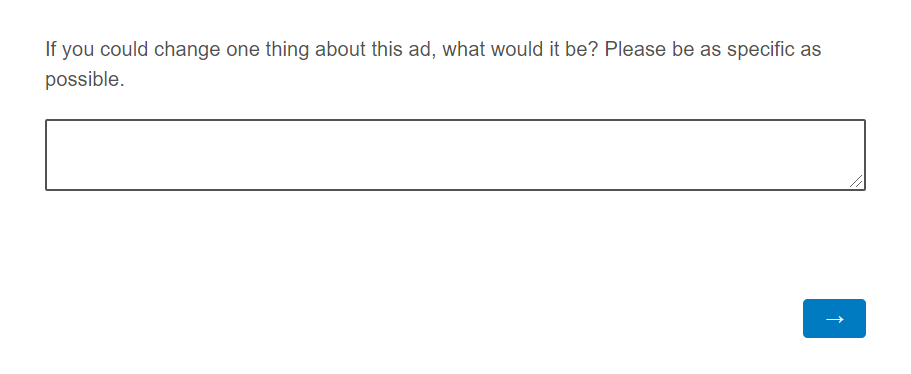 If you could change one thing about this ad, what would it be? Please be as specific as
possible.
→